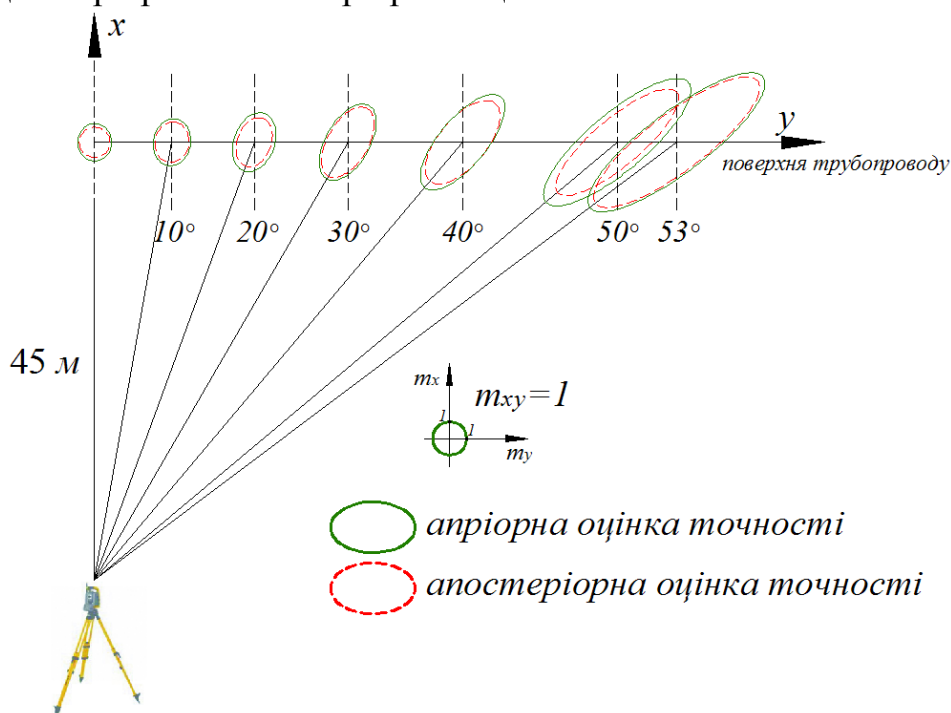 x
y
поверхня трубопроводу
10° 20° 30° 40° 50° 53°
45 м
mx
mxy=1
1
1
my
апріорна оцінка точності
апостеріорна оцінка точності